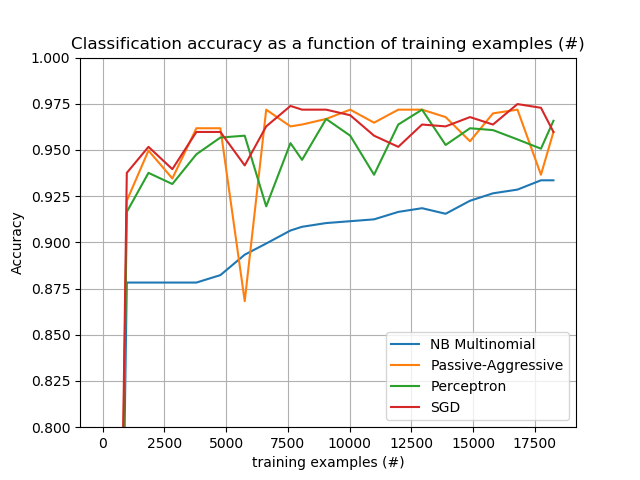 Classification accuracy as a function of training examples (#)
1.000
0.975
0.950
0.925
0.900
0.875
0.850
0.825
0.800
Accuracy
NB Multinomial
Passive-Aggressive
Perceptron
SGD
0 2500 5000 7500 10000 12500 15000 17500
training examples (#)